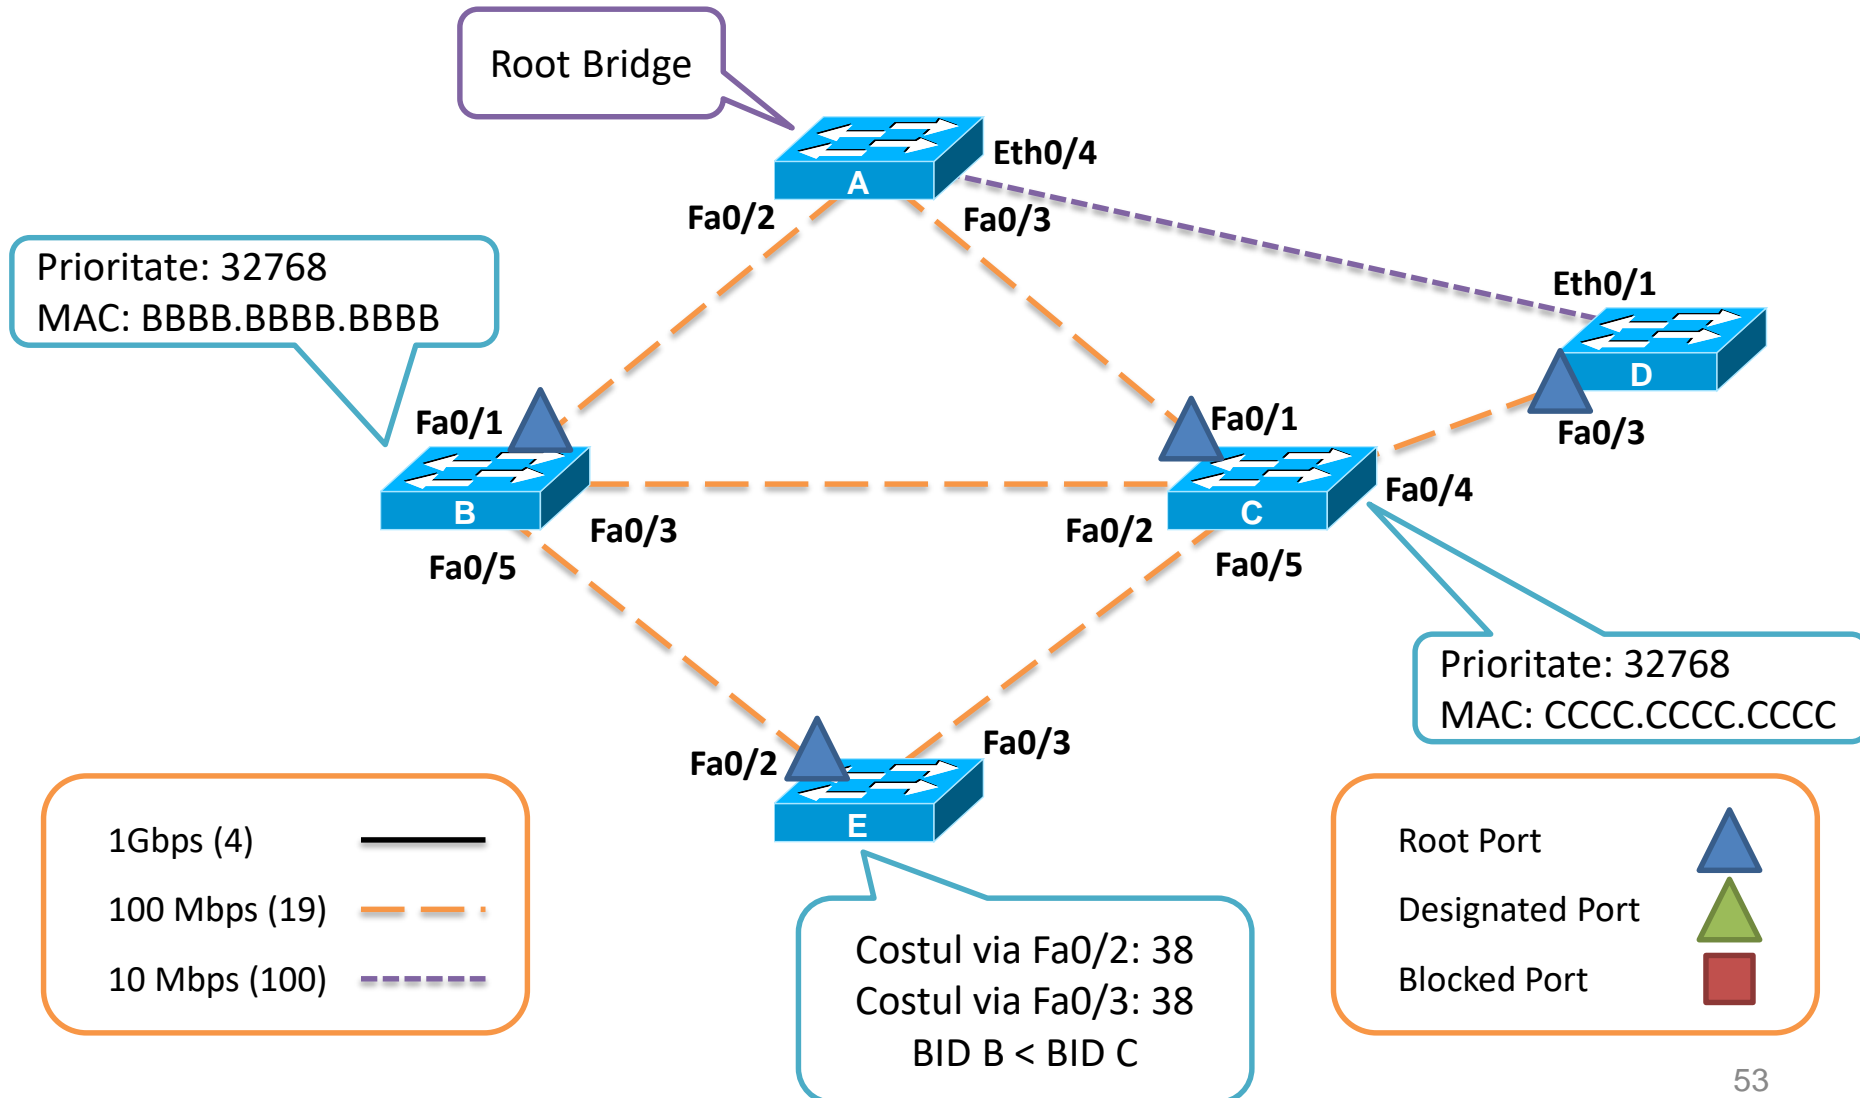 Root Bridge
A
Eth0/4
Fa0/2
Fa0/3
Prioritate: 32768
MAC: BBBB.BBBB.BBBB
Eth0/1
D
Fa0/3
Fa0/1
Fa0/1
B
C
Fa0/4
Fa0/3
Fa0/2
Fa0/5
Fa0/5
Prioritate: 32768
MAC: CCCC.CCCC.CCCC
Fa0/2
Fa0/3
E
1Gbps (4)
100 Mbps (19)
10 Mbps (100)
Costul via Fa0/2: 38
Costul via Fa0/3: 38
BID B < BID C
Root Port
Designated Port
Blocked Port
53